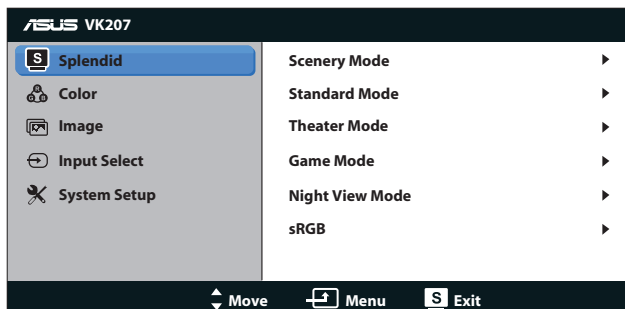 ASUS VK207
S Splendid
Color
Image
Input Select
System Setup
Scenery Mode
Standard Mode
Theater Mode
Game Mode
Night View Mode
sRGB
Move Menu S Exit